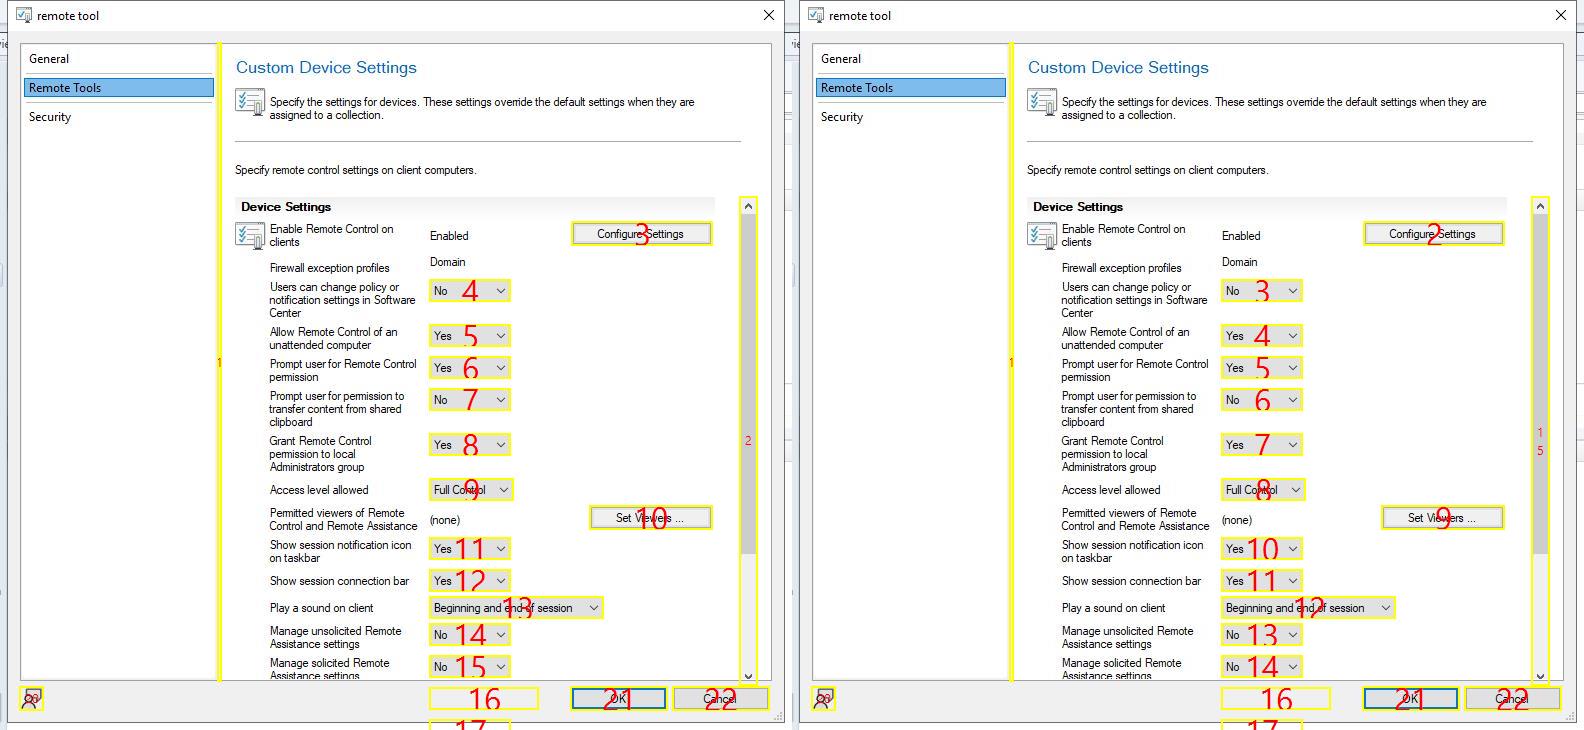 remote tool
General
Remote Tools
Security
Custom Device Settings
Specify the settings for devices. These settings override the default settings when they are
assigned to a collection.
Specify remote control settings on client computers.
Device Settings
Enable Remote Control on
clients
Enabled
Configure Settings
3
Firewall exception profiles
Domain
Users can change policy or
notification settings in Software
Center
No
4
Allow Remote Control of an
unattended computer
Yes
5
1
Prompt user for Remote Control
permission
Yes
6
Prompt user for permission to
transfer content from shared
clipboard
No
7
Grant Remote Control
permission to local
Administrators group
Yes
8
2
Access level allowed
Full Control
9
Permitted viewers of Remote
Control and Remote Assistance
(none)
Set Viewers ...
10
Show session notification icon
on taskbar
Yes
11
Show session connection bar
Yes
12
Play a sound on client
Beginning and end of session
13
Manage unsolicited Remote
Assistance settings
No
14
Manage solicited Remote
Assistance settings
No
15
16
OK
21
Cancel
22
17
remote tool
General
Remote Tools
Security
Custom Device Settings
Specify the settings for devices. These settings override the default settings when they are
assigned to a collection.
Specify remote control settings on client computers.
Device Settings
Enable Remote Control on
clients
Enabled
Configure Settings
2
Firewall exception profiles
Domain
Users can change policy or
notification settings in Software
Center
No
3
Allow Remote Control of an
unattended computer
Yes
4
1
Prompt user for Remote Control
permission
Yes
5
Prompt user for permission to
transfer content from shared
clipboard
No
6
Grant Remote Control
permission to local
Administrators group
Yes
7
1
5
Access level allowed
Full Control
8
Permitted viewers of Remote
Control and Remote Assistance
(none)
Set Viewers ...
9
Show session notification icon
on taskbar
Yes
10
Show session connection bar
Yes
11
Play a sound on client
Beginning and end of session
12
Manage unsolicited Remote
Assistance settings
No
13
Manage solicited Remote
Assistance settings
No
14
16
OK
21
Cancel
22
17